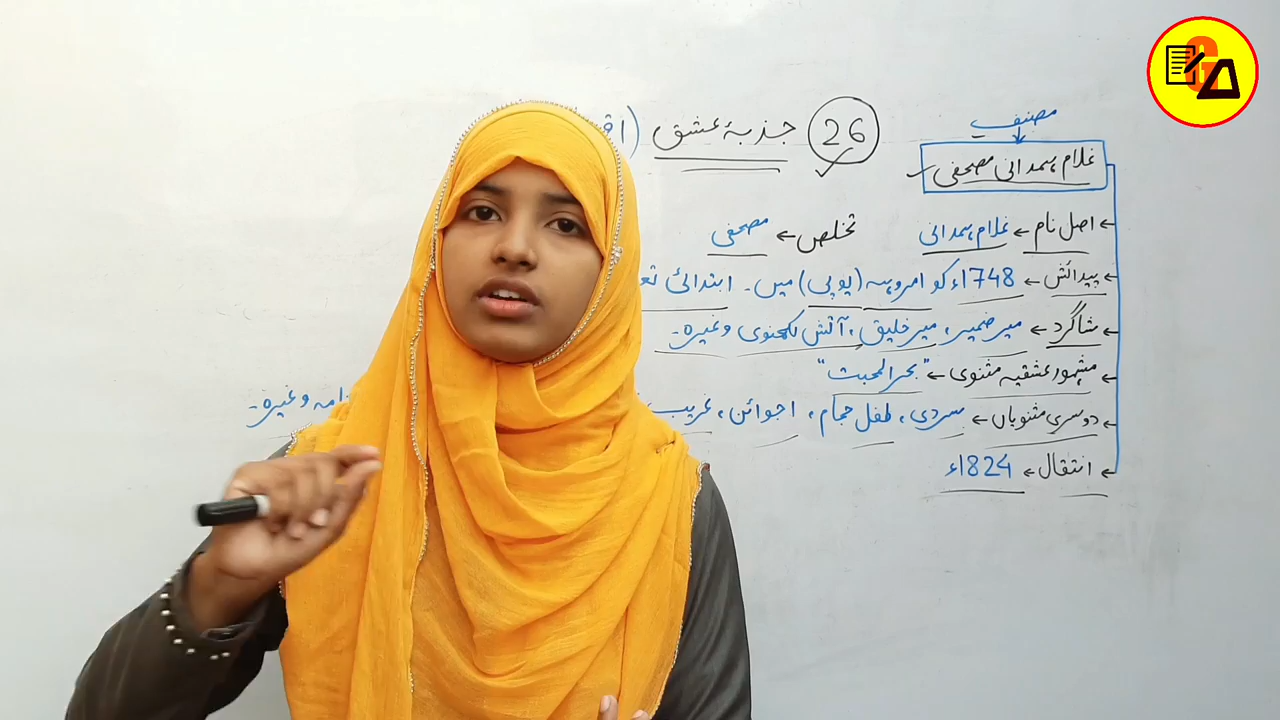 26 جذبۂ عشق (
مصنف
غلام ہمدانی مصحفی
اصل نام ← غلام ہمدانی تخلص ← مصحفی
پیدائش ← 1748ء کو امروہہ (یوپی) میں۔ ابتدائی
شاگرد ← میر ضمیر، میر خلیق، آتش لکھنوی وغیرہ۔
مشہور عشقیہ مثنوی ← "بحر المحبت"
دوسری مثنویاں ← سردی، طفل حجام، اجوائن، غریب وغیرہ۔
انتقال ← 1824ء